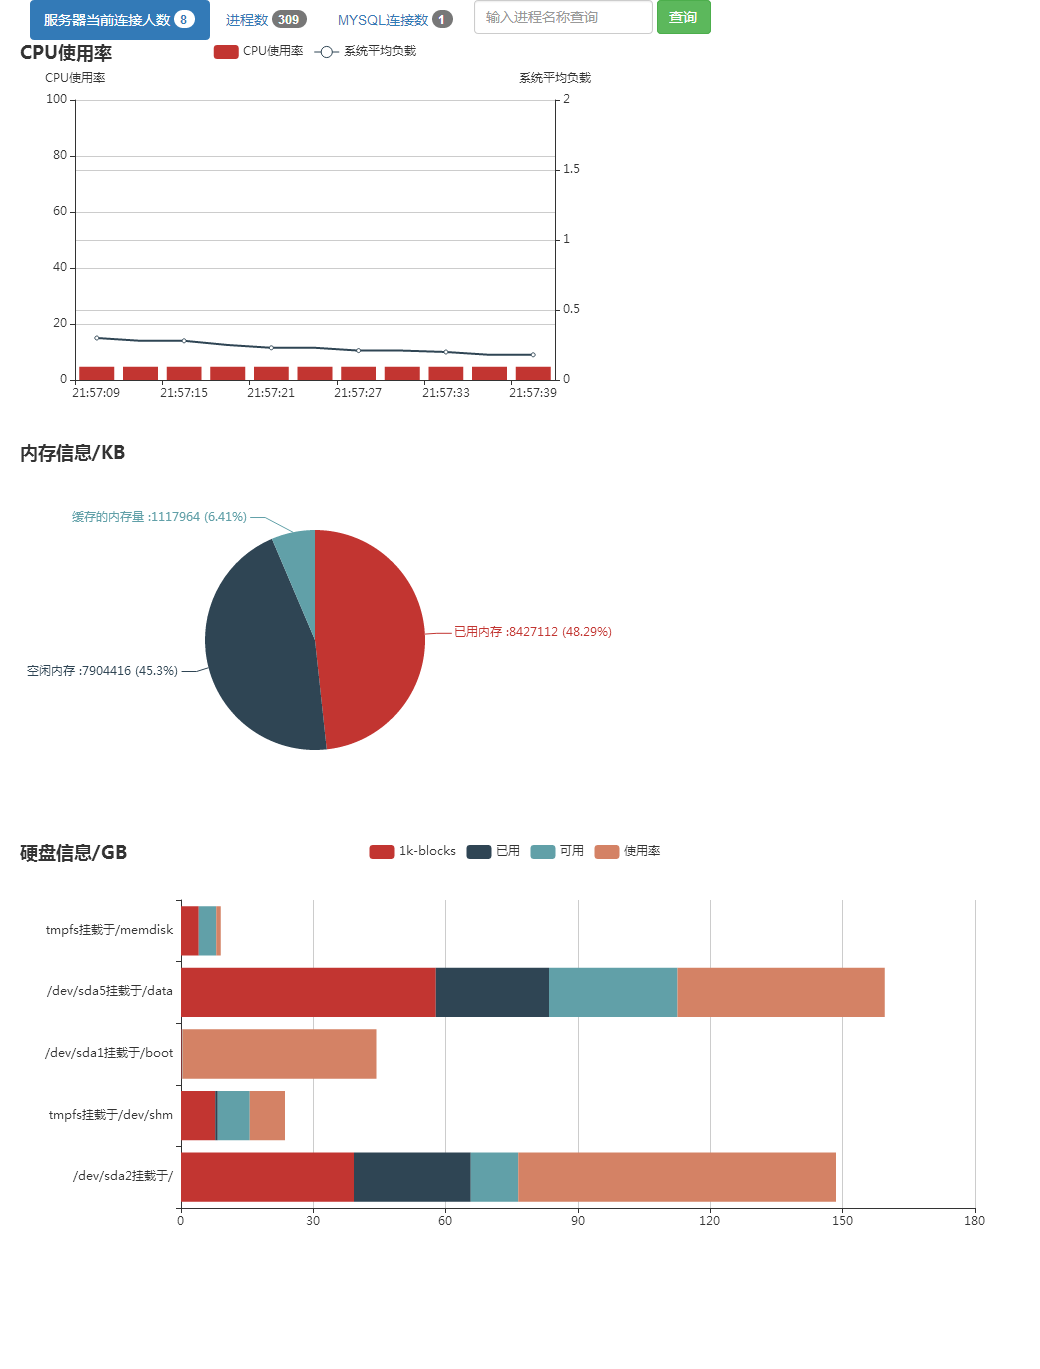 服务器当前连接人数 8 进程数 309 MYSQL连接数 1 输入进程名称查询 查询
CPU使用率 CPU使用率 系统平均负载
CPU使用率 系统平均负载
100 2
80 1.5
60 1
40 0.5
20
0 0
21:57:09 21:57:15 21:57:21 21:57:27 21:57:33 21:57:39
内存信息/KB
缓存的内存量 :1117964 (6.41%)
已用内存 :8427112 (48.29%)
空闲内存 :7904416 (45.3%)
硬盘信息/GB 1k-blocks 已用 可用 使用率
tmpfs挂载于/memdisk
/dev/sda5挂载于/data
/dev/sda1挂载于/boot
tmpfs挂载于/dev/shm
/dev/sda2挂载于/
0 30 60 90 120 150 180